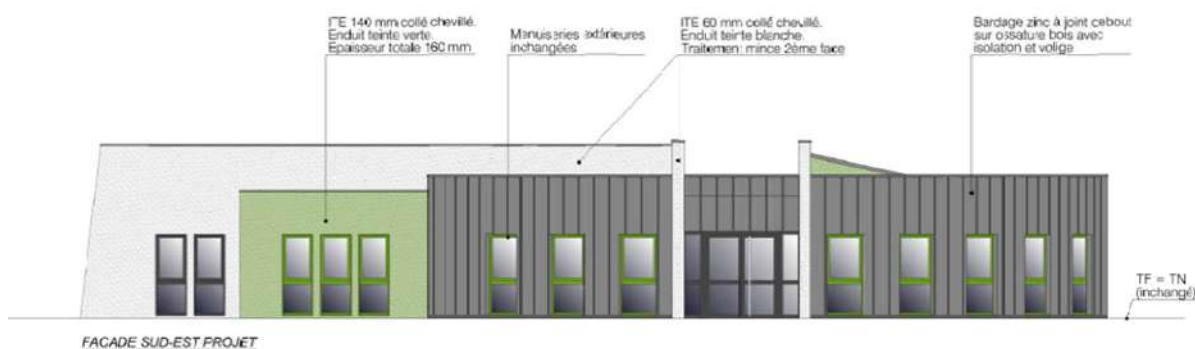 ITE 140 mm collé chevillé.
Enduit teinte verte.
Epaisseur totale 160 mm
Menuiseries extérieures
inchangées
ITE 60 mm collé chevillé.
Enduit teinte blanche.
Traitement mince 2ème face
Bardage zinc à joint debout
sur ossature bois avec
isolation et volige
TF = TN
(inchangé)
FACADE SUD-EST PROJET